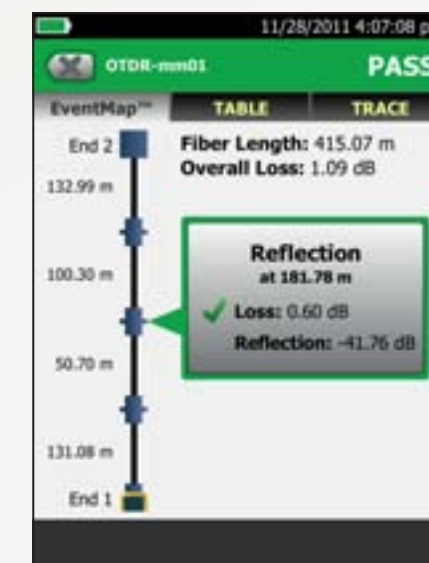 11/28/2011 4:07:08 p
OTDR-mm01
PASS
EventMap™
TABLE
TRACE
End 2
Fiber Length: 415.07 m
Overall Loss: 1.09 dB
132.99 m
Reflection
at 181.78 m
100.30 m
Loss: 0.60 dB
Reflection: -41.76 dB
50.70 m
131.08 m
End 1